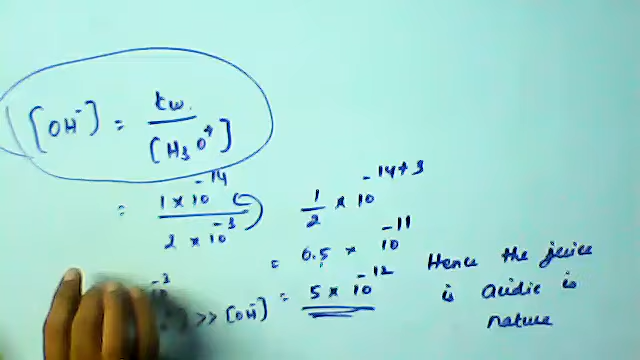 [OH⁻] = kw / [H₃O⁺]
= 1 × 10⁻¹⁴ / 2 × 10⁻³
1/2 × 10⁻¹⁴⁺³
= 0.5 × 10⁻¹¹
= 5 × 10⁻¹²
>> [OH⁻]
Hence the juice
is acidic is
nature